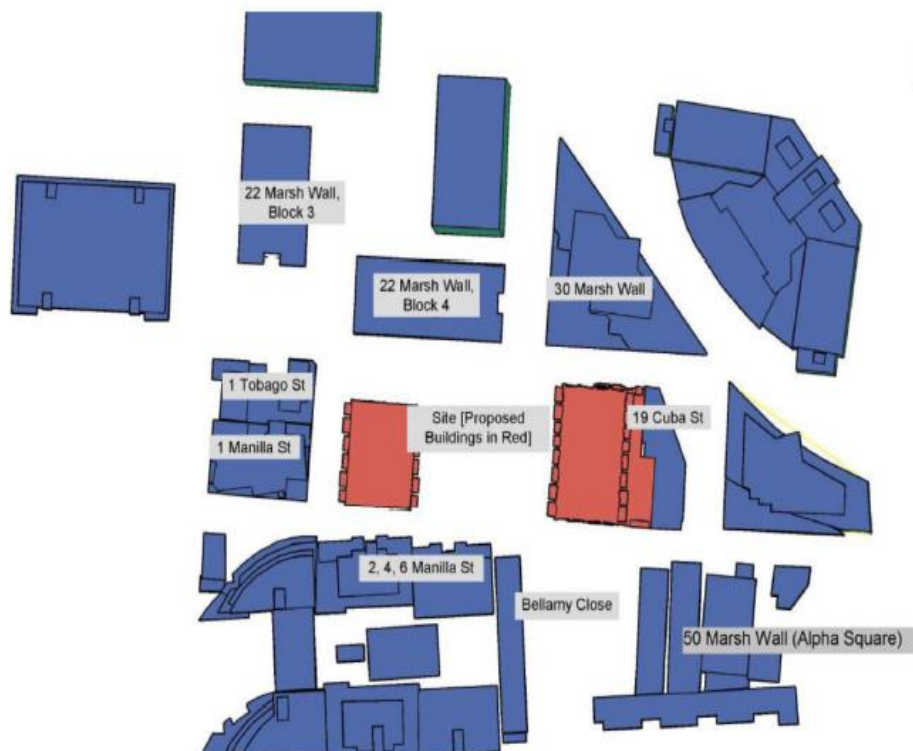 22 Marsh Wall,
Block 3
22 Marsh Wall,
Block 4
30 Marsh Wall
1 Tobago St
Site [Proposed
Buildings in Red]
19 Cuba St
1 Manilla St
2, 4, 6 Manilla St
Bellamy Close
50 Marsh Wall (Alpha Square)